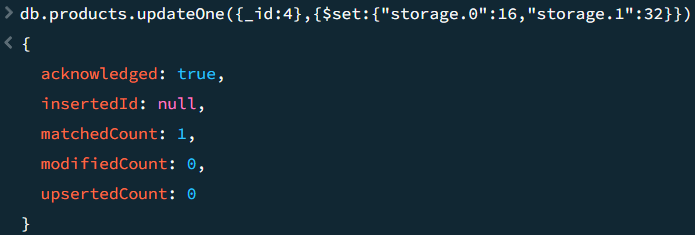 > db.products.updateOne({_id:4},{$set:{"storage.0":16,"storage.1":32}})
< {
acknowledged: true,
insertedId: null,
matchedCount: 1,
modifiedCount: 0,
upsertedCount: 0
}